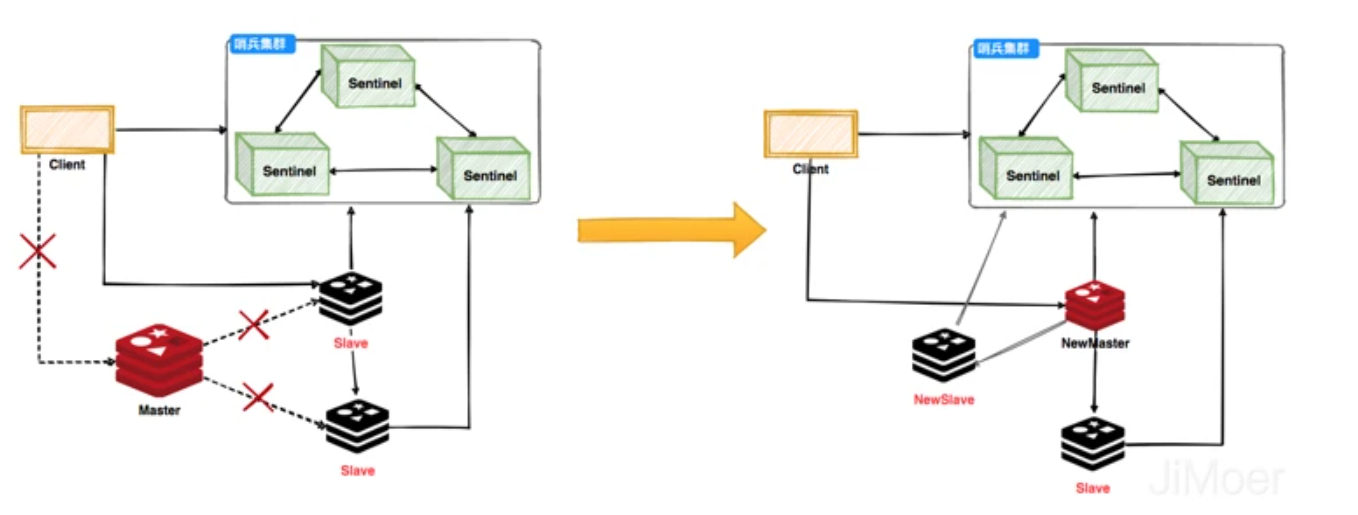 哨兵集群
Sentinel
Sentinel
Sentinel
Client
Slave
Master
Slave
哨兵集群
Sentinel
Sentinel
Sentinel
Client
NewMaster
NewSlave
Slave
JiMoer